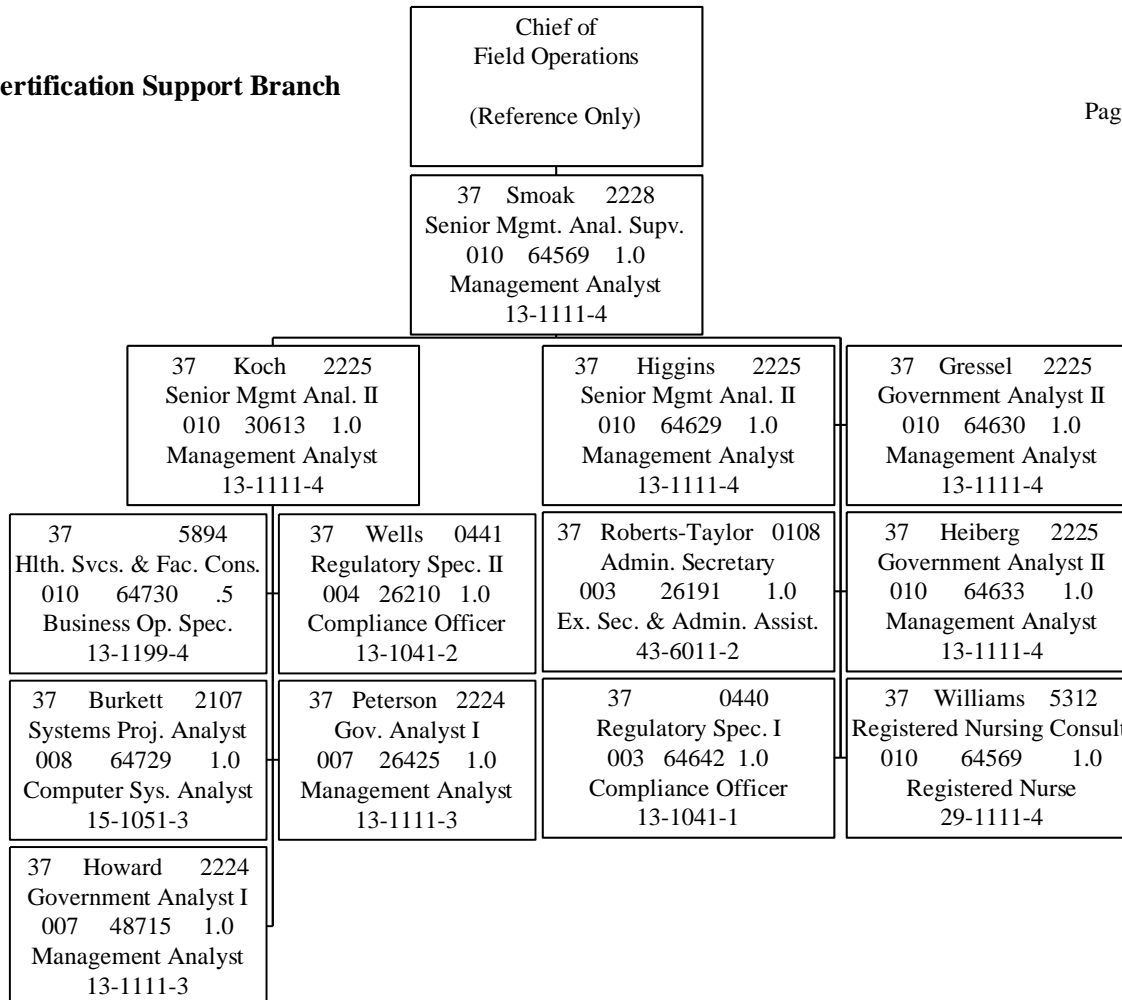 Chief of
Field Operations
(Reference Only)
ertification Support Branch
Pag
37 Smoak 2228
Senior Mgmt. Anal. Supv.
010 64569 1.0
Management Analyst
13-1111-4
37 Koch 2225
Senior Mgmt Anal. II
010 30613 1.0
Management Analyst
13-1111-4
37 Higgins 2225
Senior Mgmt Anal. II
010 64629 1.0
Management Analyst
13-1111-4
37 Gressel 2225
Government Analyst II
010 64630 1.0
Management Analyst
13-1111-4
37 5894
Hlth. Svcs. & Fac. Cons.
010 64730 .5
Business Op. Spec.
13-1199-4
37 Wells 0441
Regulatory Spec. II
004 26210 1.0
Compliance Officer
13-1041-2
37 Roberts-Taylor 0108
Admin. Secretary
003 26191 1.0
Ex. Sec. & Admin. Assist.
43-6011-2
37 Heiberg 2225
Government Analyst II
010 64633 1.0
Management Analyst
13-1111-4
37 Burkett 2107
Systems Proj. Analyst
008 64729 1.0
Computer Sys. Analyst
15-1051-3
37 Peterson 2224
Gov. Analyst I
007 26425 1.0
Management Analyst
13-1111-3
37 0440
Regulatory Spec. I
003 64642 1.0
Compliance Officer
13-1041-1
37 Williams 5312
Registered Nursing Consult
010 64569 1.0
Registered Nurse
29-1111-4
37 Howard 2224
Government Analyst I
007 48715 1.0
Management Analyst
13-1111-3